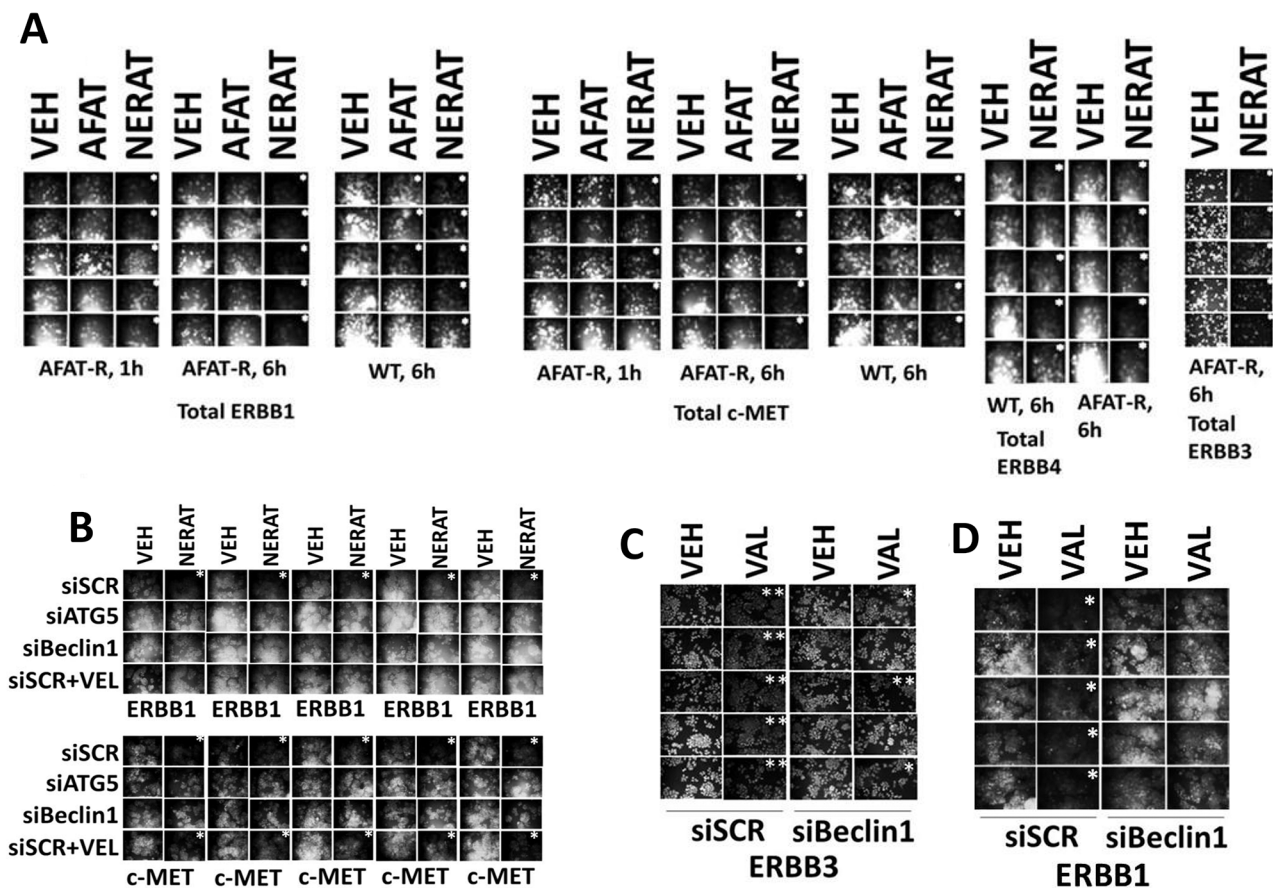 A
VEH AFAT NERAT VEH AFAT NERAT VEH AFAT NERAT VEH AFAT NERAT VEH AFAT NERAT VEH AFAT NERAT VEH NERAT VEH NERAT VEH NERAT
* * * * * * * * * * * * * * * * * * * * * * * * * * * * * * * * * * * * * * * *
AFAT-R, 1h AFAT-R, 6h WT, 6h
Total ERBB1
AFAT-R, 1h AFAT-R, 6h WT, 6h
Total c-MET
WT, 6h AFAT-R,
6h
Total
ERBB4
AFAT-R,
6h
Total
ERBB3
B
VEH NERAT VEH NERAT VEH NERAT VEH NERAT VEH NERAT
siSCR * * * * *
siATG5
siBeclin1
siSCR+VEL
ERBB1 ERBB1 ERBB1 ERBB1 ERBB1
siSCR * * * * *
siATG5
siBeclin1
siSCR+VEL * * * * *
c-MET c-MET c-MET c-MET c-MET
C
VEH VAL VEH VAL
** *
**
** **
**
** *
siSCR siBeclin1
ERBB3
D
VEH VAL VEH VAL
*
*
*
*
*
siSCR siBeclin1
ERBB1